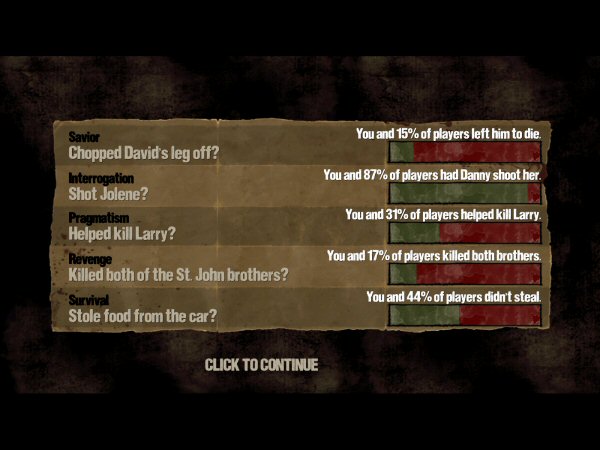 Savior
You and 15% of players left him to die.
Chopped David's leg off?
Interrogation
You and 87% of players had Danny shoot her.
Shot Jolene?
Pragmatism
You and 31% of players helped kill Larry.
Helped kill Larry?
Revenge
You and 17% of players killed both brothers.
Killed both of the St. John brothers?
Survival
You and 44% of players didn't steal.
Stole food from the car?
CLICK TO CONTINUE